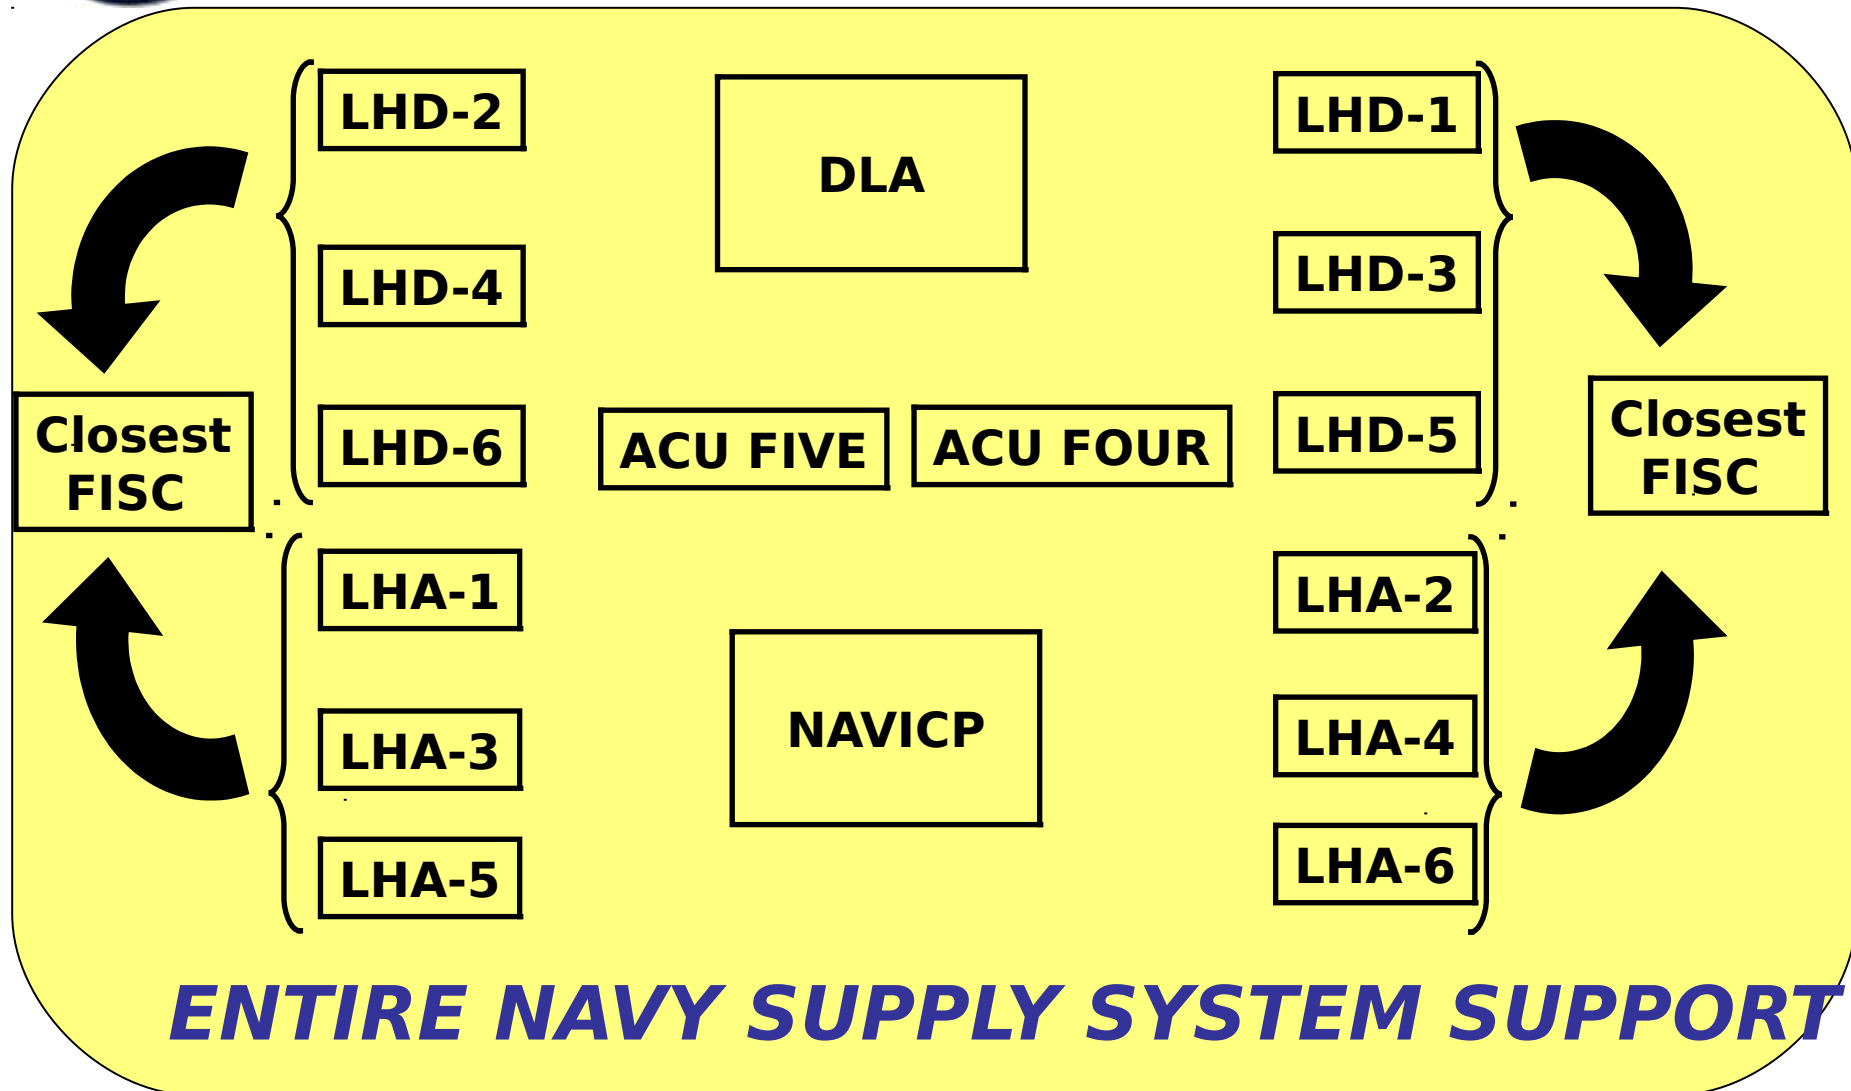 LHD-2
DLA
LHD-1
LHD-4
LHD-3
Closest
FISC
LHD-6
ACU FIVE
ACU FOUR
LHD-5
Closest
FISC
LHA-1
LHA-2
LHA-3
NAVICP
LHA-4
LHA-5
LHA-6
ENTIRE NAVY SUPPLY SYSTEM SUPPORT